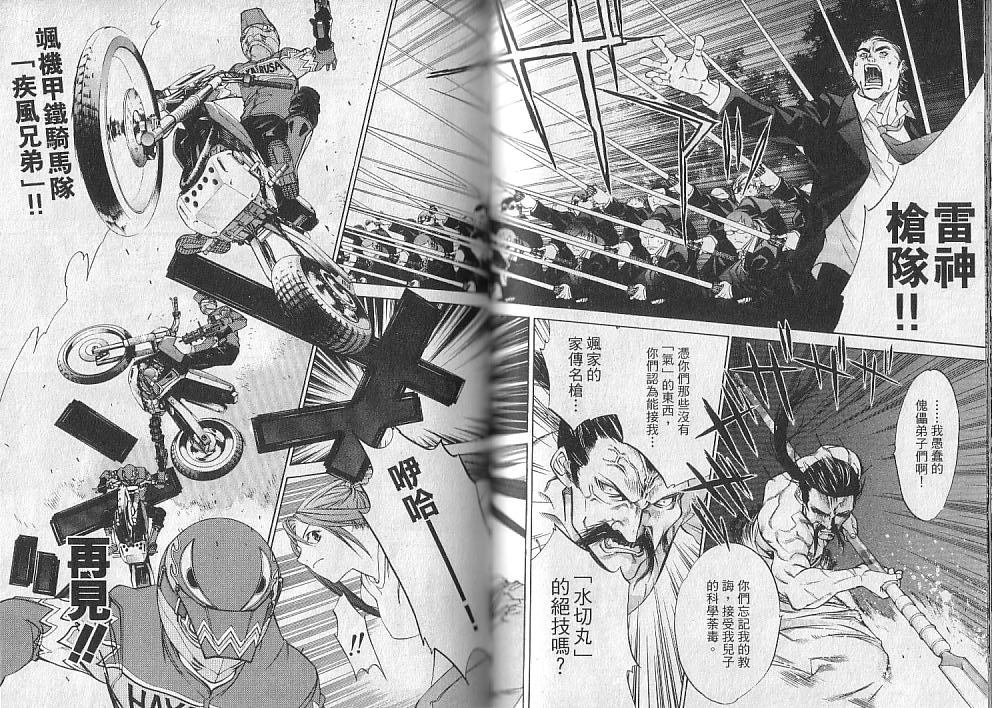 雷神
槍隊!!
……我愚蠢的
傀儡弟子們啊!
你們忘記我的教
誨,接受我兒子
的科學荼毒。
憑你們那些沒有
「氣」的東西,
你們認為能接我…
颯家的
家傳名槍…
「水切丸」
的絕技嗎?
颯機甲鐵騎馬隊
「疾風兄弟」!!
咿哈——!
!!
再見!!
HAY